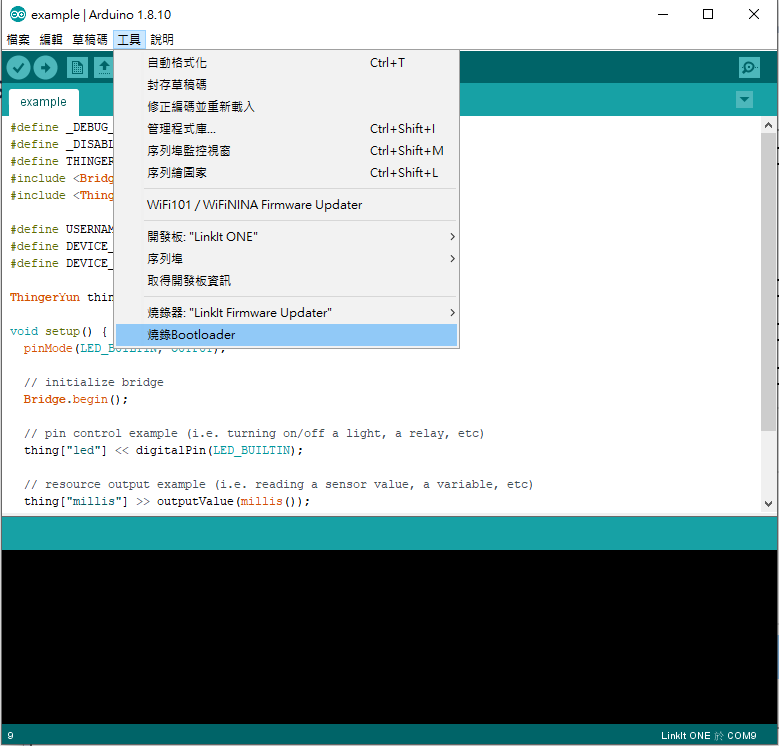 example | Arduino 1.8.10
檔案 編輯 草稿碼 工具 說明
自動格式化 Ctrl+T
封存草稿碼
修正編碼並重新載入
管理程式庫... Ctrl+Shift+I
序列埠監控視窗 Ctrl+Shift+M
序列繪圖家 Ctrl+Shift+L
WiFi101 / WiFiNINA Firmware Updater
開發板: "LinkIt ONE"
序列埠
取得開發板資訊
燒錄器: "LinkIt Firmware Updater"
燒錄Bootloader
example
#define _DEBUG_
#define _DISABL
#define THINGER
#include <Bridg
#include <Thing
#define USERNAM
#define DEVICE_
#define DEVICE_
ThingerYun thin
void setup() {
pinMode(LED_BUILTIN, OUTPUT);
// initialize bridge
Bridge.begin();
// pin control example (i.e. turning on/off a light, a relay, etc)
thing["led"] << digitalPin(LED_BUILTIN);
// resource output example (i.e. reading a sensor value, a variable, etc)
thing["millis"] >> outputValue(millis());
9
LinkIt ONE 於 COM9